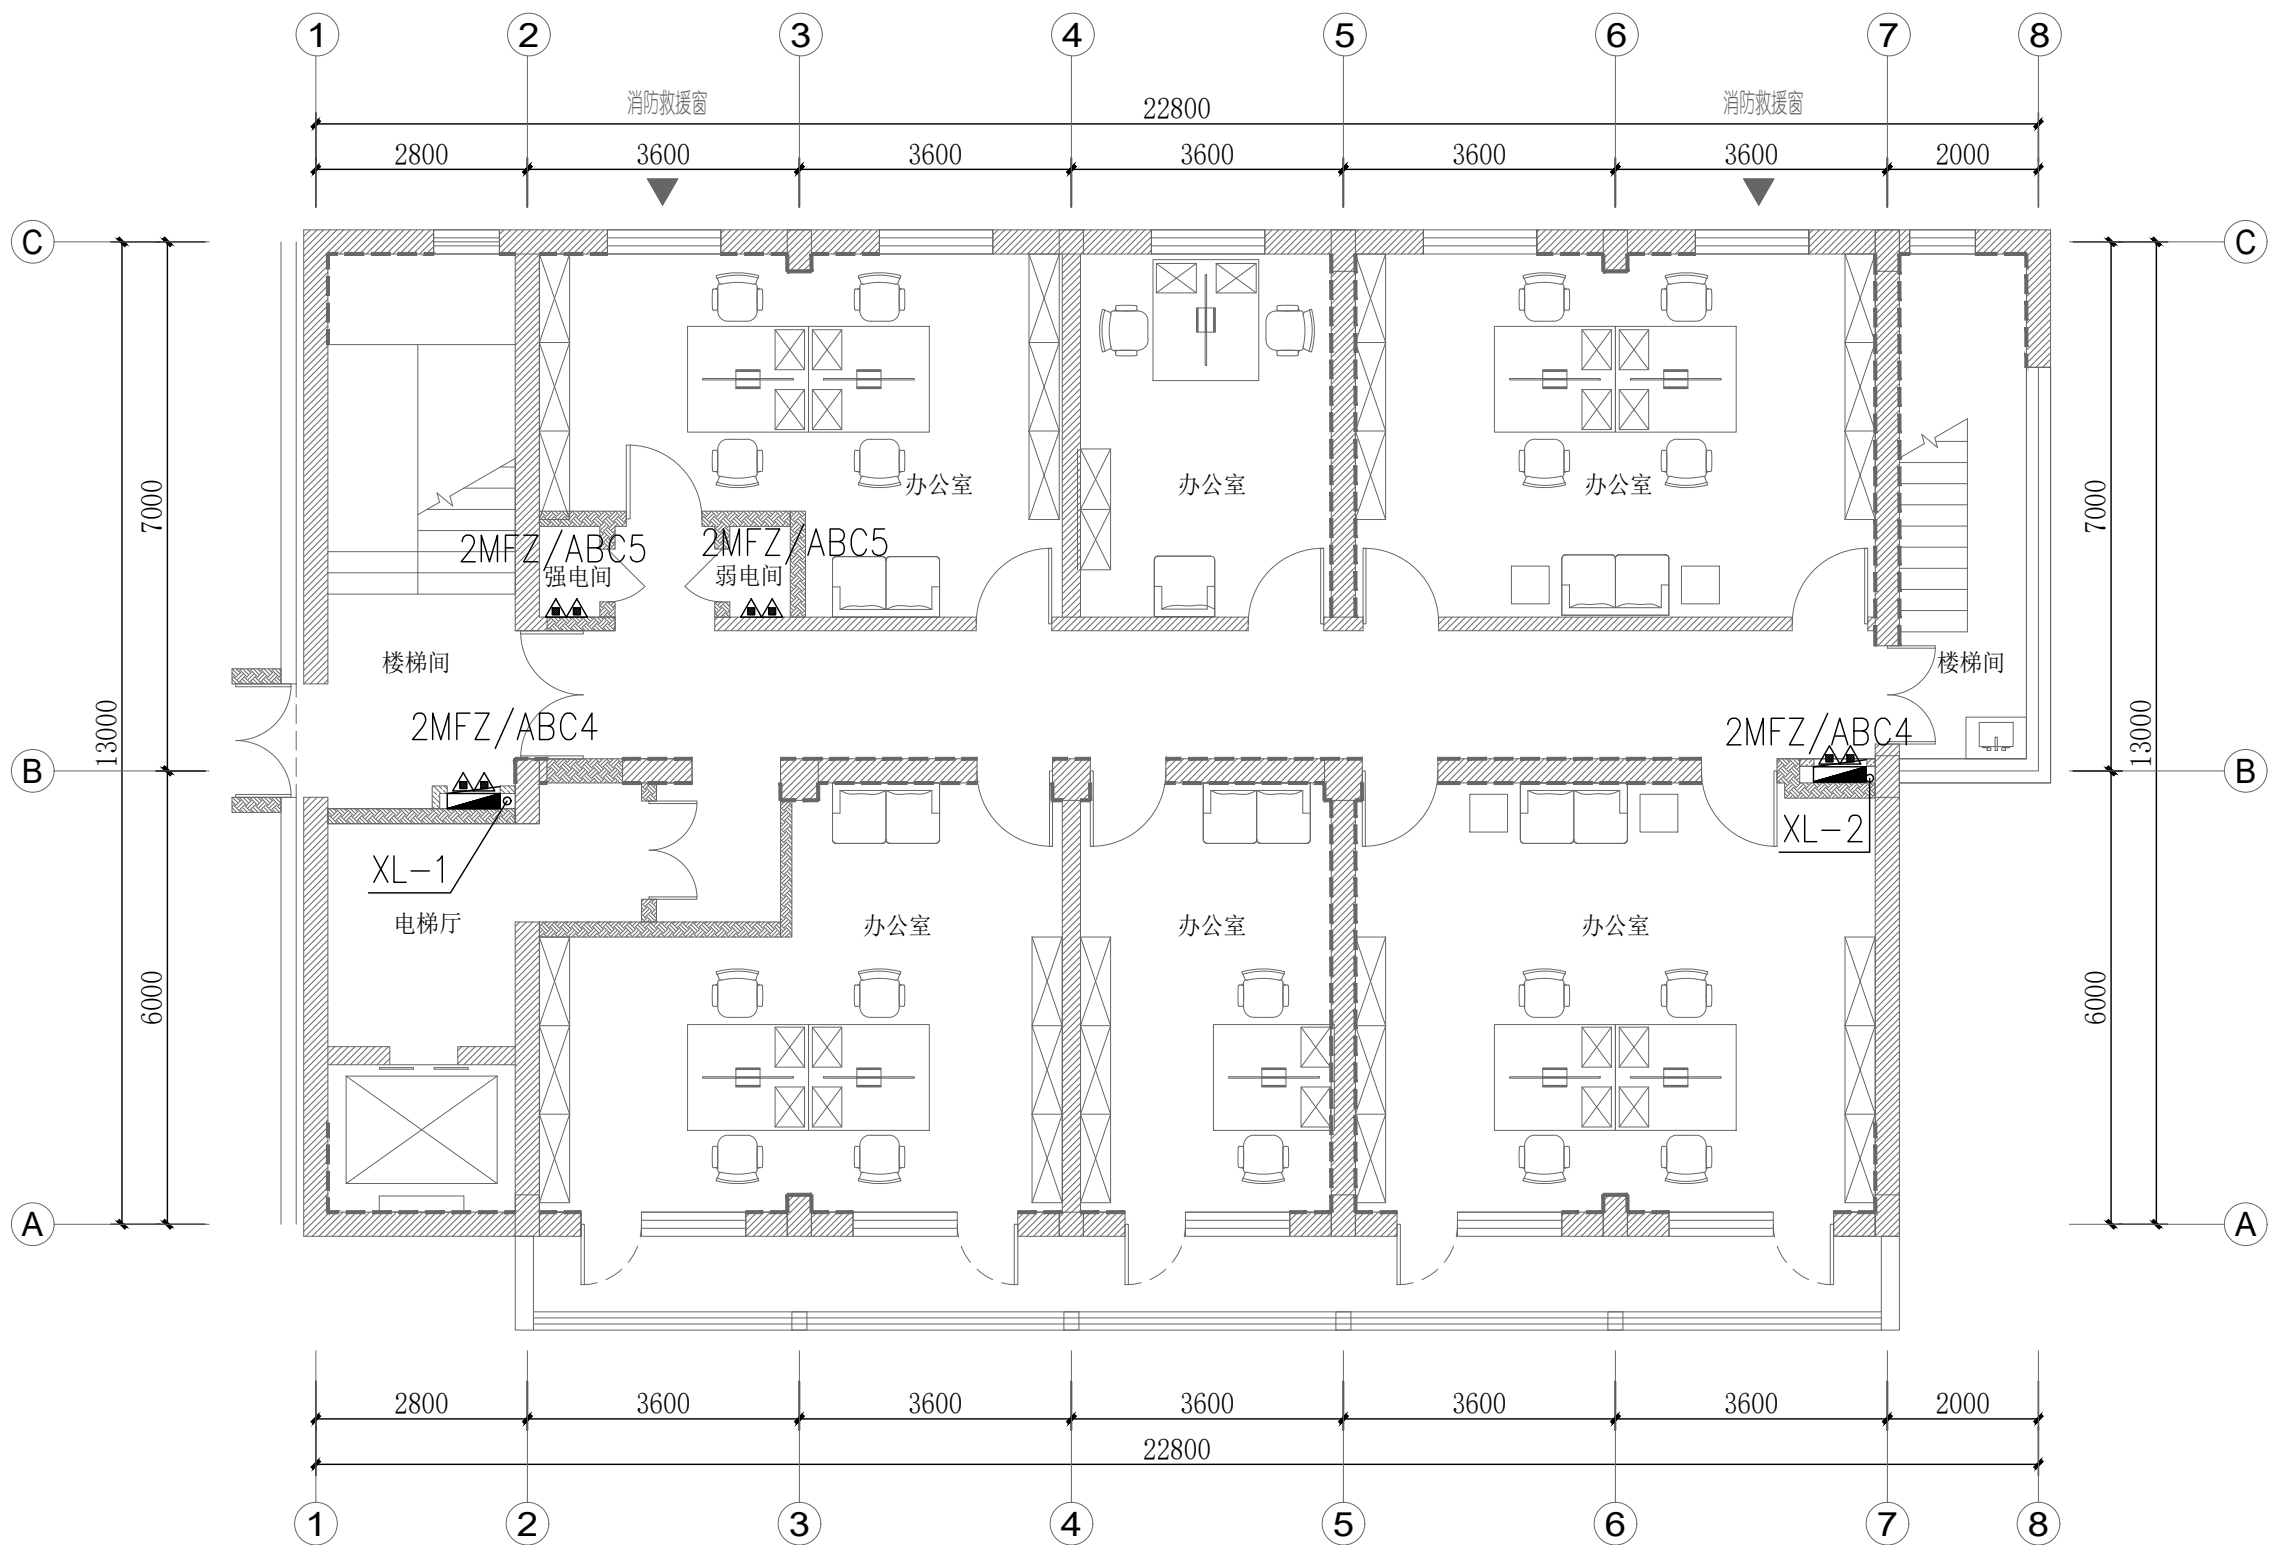 1 2 3 4 5 6 7 8
消防救援窗 消防救援窗
22800
2800 3600 3600 3600 3600 3600 2000
C C
办公室 办公室 办公室
7000 7000
2MFZ/ABC5 2MFZ/ABC5
强电间 弱电间
楼梯间 楼梯间
13000 13000
2MFZ/ABC4 2MFZ/ABC4
B B
XL-1 XL-2
电梯厅 办公室 办公室 办公室
6000 6000
A A
2800 3600 3600 3600 3600 3600 2000
22800
1 2 3 4 5 6 7 8